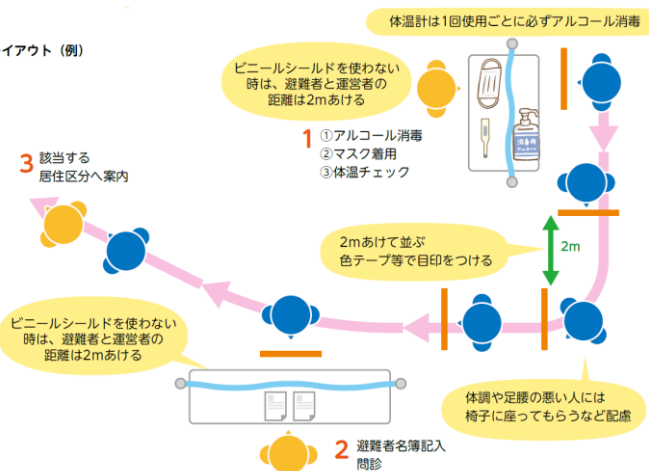 イアウト（例）
体温計は1回使用ごとに必ずアルコール消毒
ビニールシールドを使わない
時は、避難者と運営者の
距離は2mあける
1 ①アルコール消毒
②マスク着用
③体温チェック
消毒用
アルコール
3 該当する
居住区分へ案内
2mあけて並ぶ
色テープ等で目印をつける
2m
ビニールシールドを使わない
時は、避難者と運営者の
距離は2mあける
体調や足腰の悪い人には
椅子に座ってもらうなど配慮
2 避難者名簿記入
問診